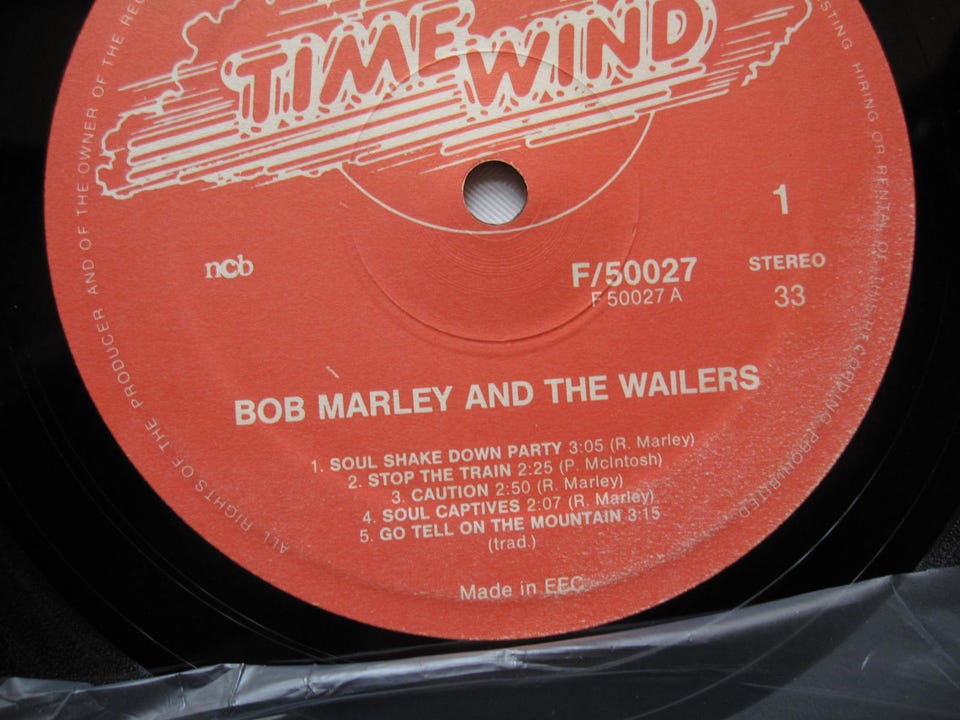 TIME WIND
1
ncb
F/50027
STEREO
F 50027 A
33
BOB MARLEY AND THE WAILERS
1. SOUL SHAKE DOWN PARTY 3:05 (R. Marley)
2. STOP THE TRAIN 2:25 (P. McIntosh)
3. CAUTION 2:50 (R. Marley)
4. SOUL CAPTIVES 2:07 (R. Marley)
5. GO TELL ON THE MOUNTAIN 3:15
(trad.)
Made in EEC
ALL RIGHTS OF THE PRODUCER AND OF THE OWNER OF THE
HIRING OR RENTAL OF THIS RECORDING PROHIBITED